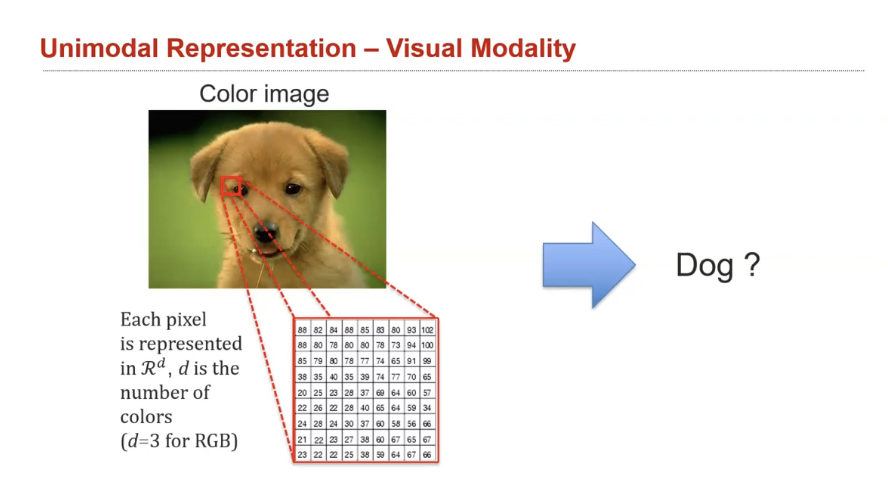 Unimodal Representation – Visual Modality
Color image
Each pixel
is represented
in ℛᵈ, d is the
number of
colors
(d=3 for RGB)
88 82 84 88 85 83 80 93 102
88 80 78 80 80 78 73 94 100
85 79 80 78 77 74 65 91 99
38 35 40 35 39 74 77 70 65
20 25 23 28 37 69 64 60 57
22 26 22 28 40 65 64 59 34
24 28 24 30 37 60 58 56 66
21 22 23 27 38 60 67 65 67
23 22 22 25 38 59 64 67 66
Dog ?